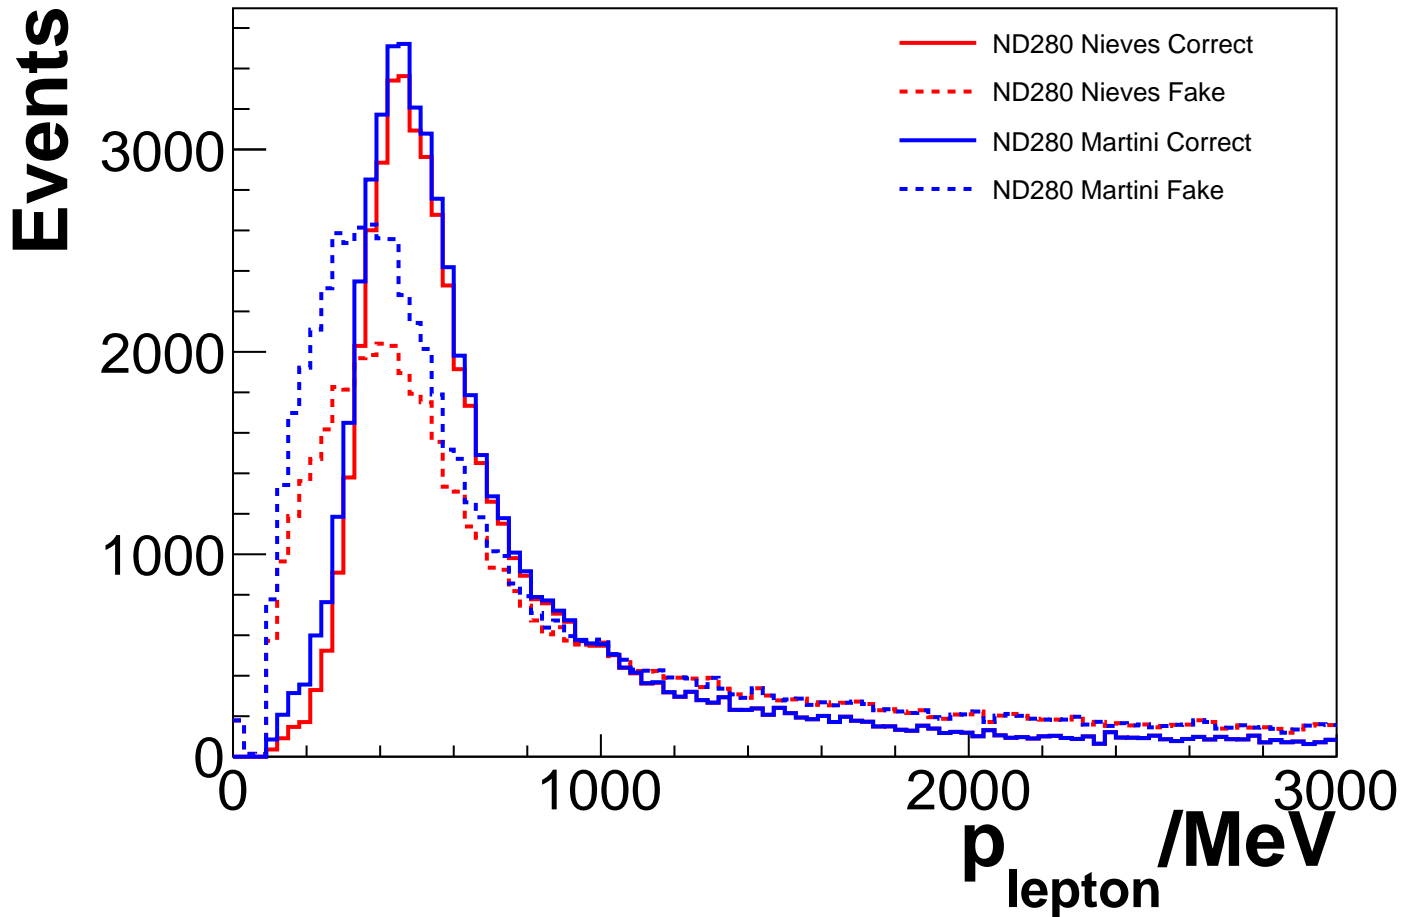 Events
ND280 Nieves Correct
ND280 Nieves Fake
ND280 Martini Correct
ND280 Martini Fake
3000
2000
1000
0
0 1000 2000 3000
p_lepton/MeV